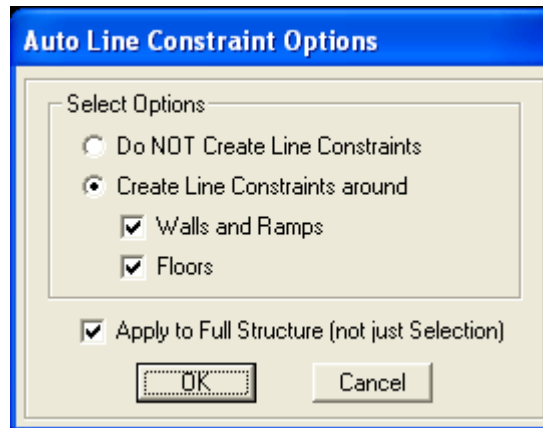 Auto Line Constraint Options
Select Options
Do NOT Create Line Constraints
Create Line Constraints around
Walls and Ramps
Floors
Apply to Full Structure (not just Selection)
OK Cancel